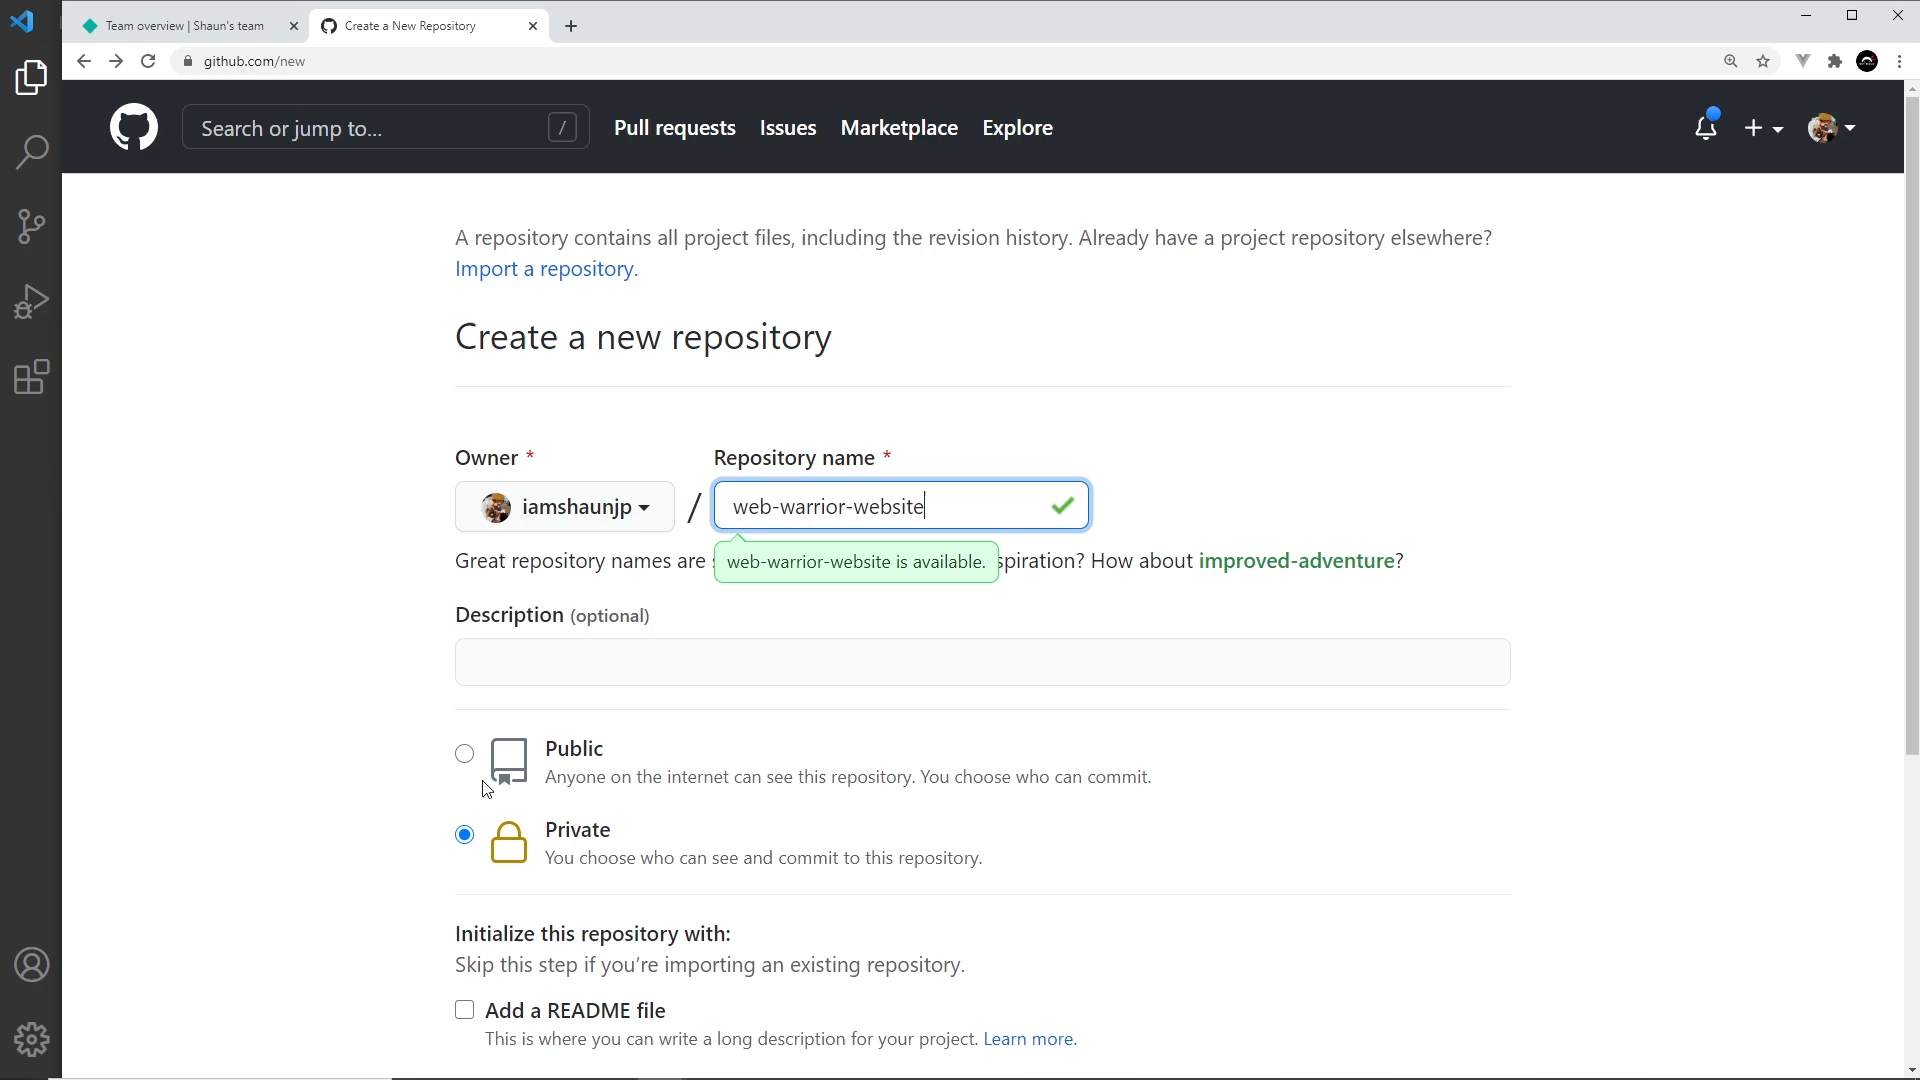 Team overview | Shaun's team
Create a New Repository
github.com/new
Search or jump to...
/
Pull requests
Issues
Marketplace
Explore
A repository contains all project files, including the revision history. Already have a project repository elsewhere?
Import a repository.
Create a new repository
Owner *
Repository name *
iamshaunjp
/
web-warrior-website
Great repository names are
web-warrior-website is available.
spiration? How about improved-adventure?
Description (optional)
Public
Anyone on the internet can see this repository. You choose who can commit.
Private
You choose who can see and commit to this repository.
Initialize this repository with:
Skip this step if you’re importing an existing repository.
Add a README file
This is where you can write a long description for your project. Learn more.